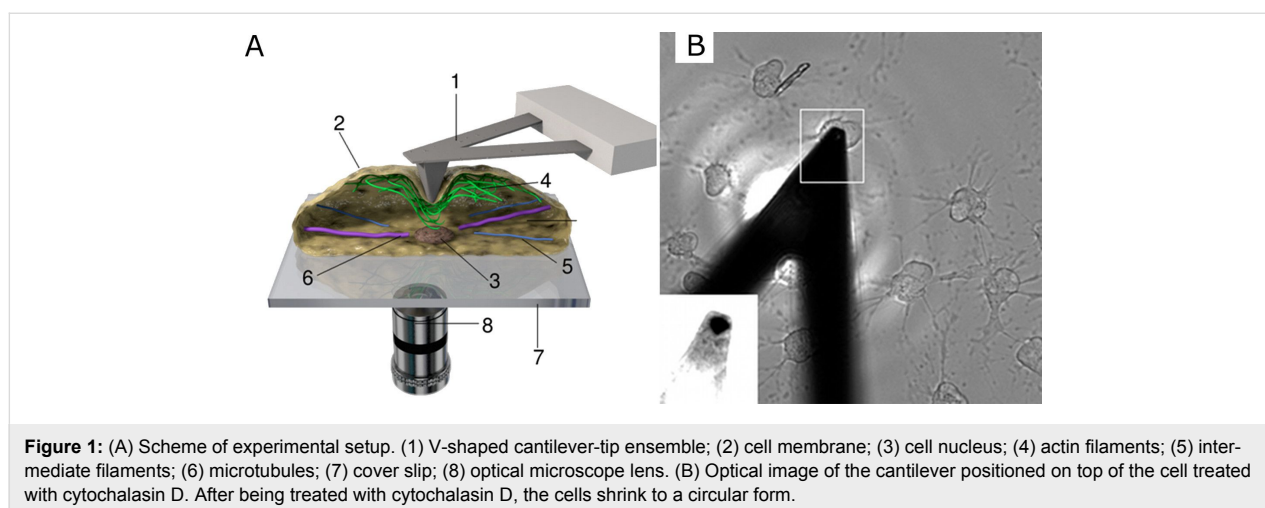 A
B
1
2
4
5
6
3
8
7
Figure 1: (A) Scheme of experimental setup. (1) V-shaped cantilever-tip ensemble; (2) cell membrane; (3) cell nucleus; (4) actin filaments; (5) inter-
mediate filaments; (6) microtubules; (7) cover slip; (8) optical microscope lens. (B) Optical image of the cantilever positioned on top of the cell treated
with cytochalasin D. After being treated with cytochalasin D, the cells shrink to a circular form.